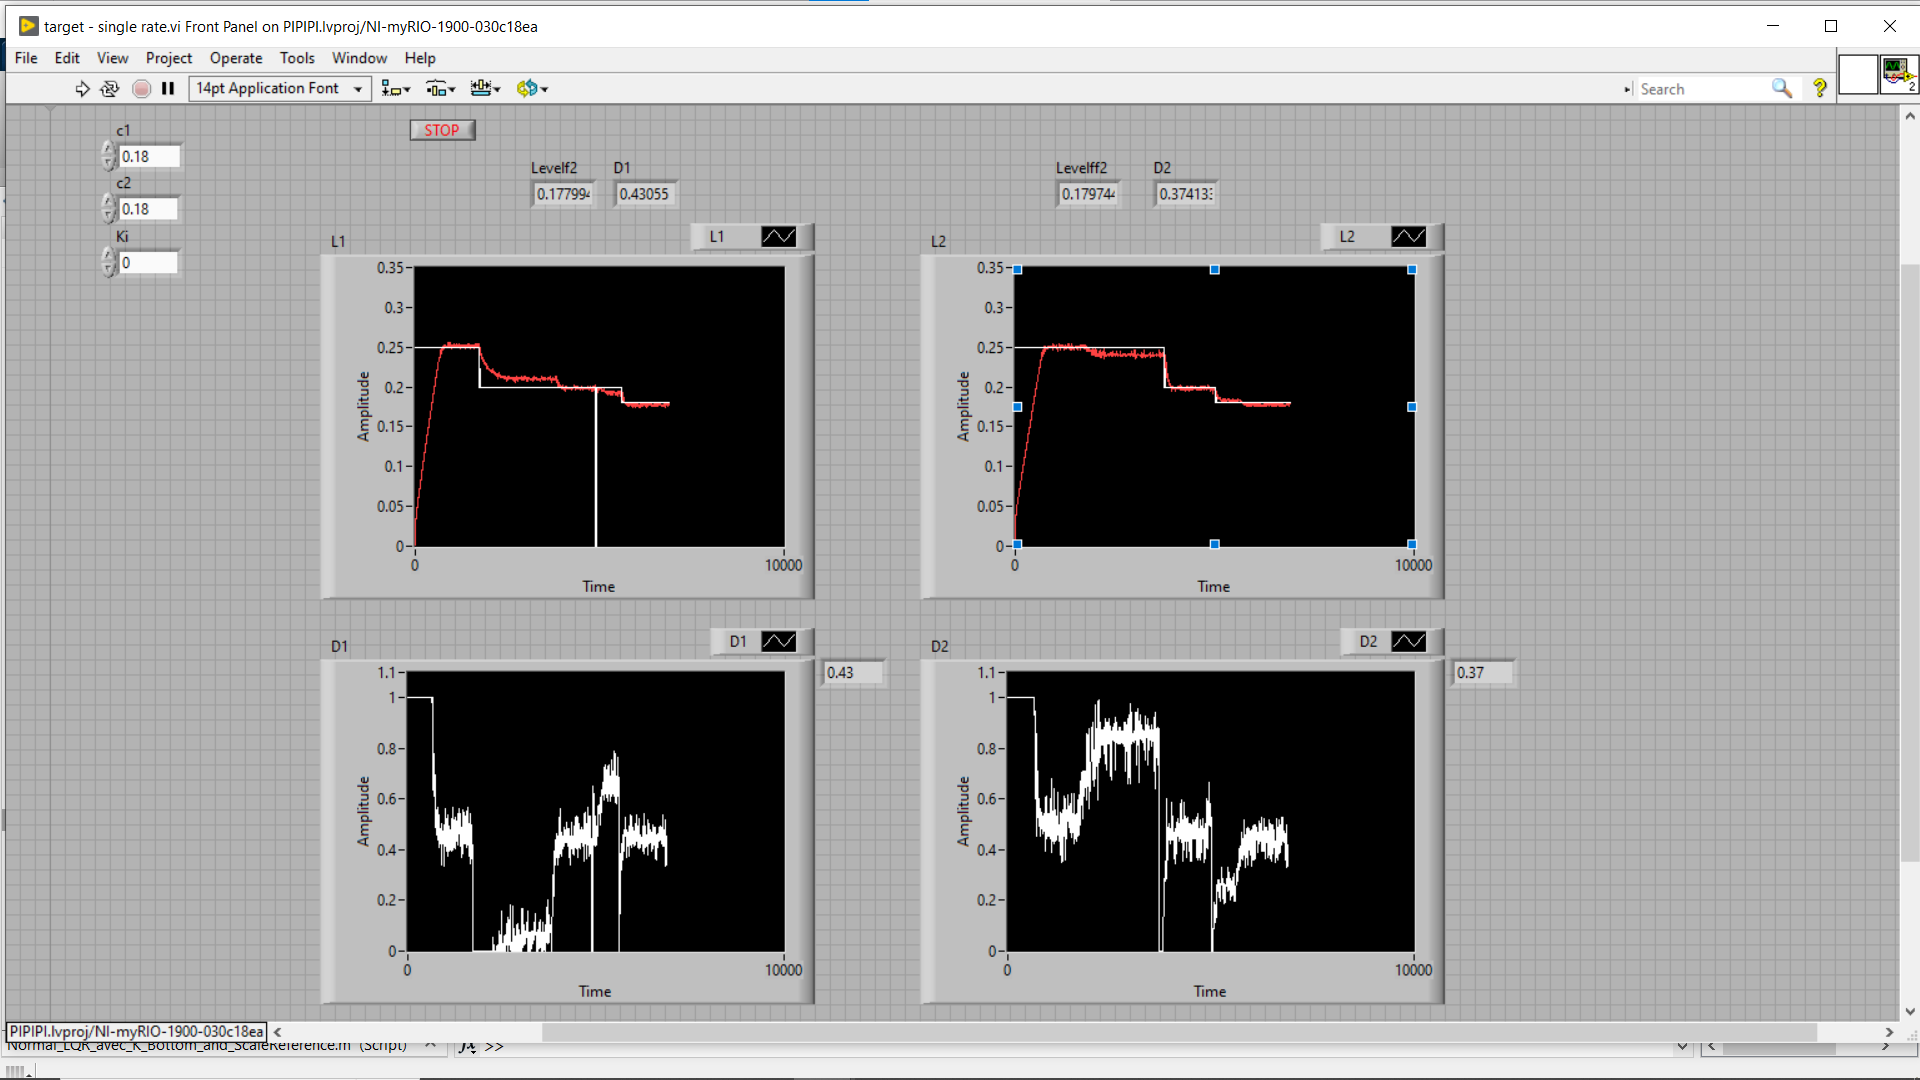 target - single rate.vi Front Panel on PIPIPI.lvproj/NI-myRIO-1900-030c18ea
File Edit View Project Operate Tools Window Help
14pt Application Font
Search
2
c1
0.18
c2
0.18
Ki
0
STOP
Levelf2 D1
0.177994 0.43055
Levelff2 D2
0.179744 0.374133
L1
L1
0.35
0.3
0.25
0.2
0.15
0.1
0.05
0
Amplitude
0 10000
Time
L2
L2
0.35
0.3
0.25
0.2
0.15
0.1
0.05
0
Amplitude
0 10000
Time
D1
D1
0.43
1.1
1
0.8
0.6
0.4
0.2
0
Amplitude
0 10000
Time
D2
D2
0.37
1.1
1
0.8
0.6
0.4
0.2
0
Amplitude
0 10000
Time
PIPIPI.lvproj/NI-myRIO-1900-030c18ea
Normal_LQR_avec_K_Bottom_and_ScaleReference.m (Script)
fx >>